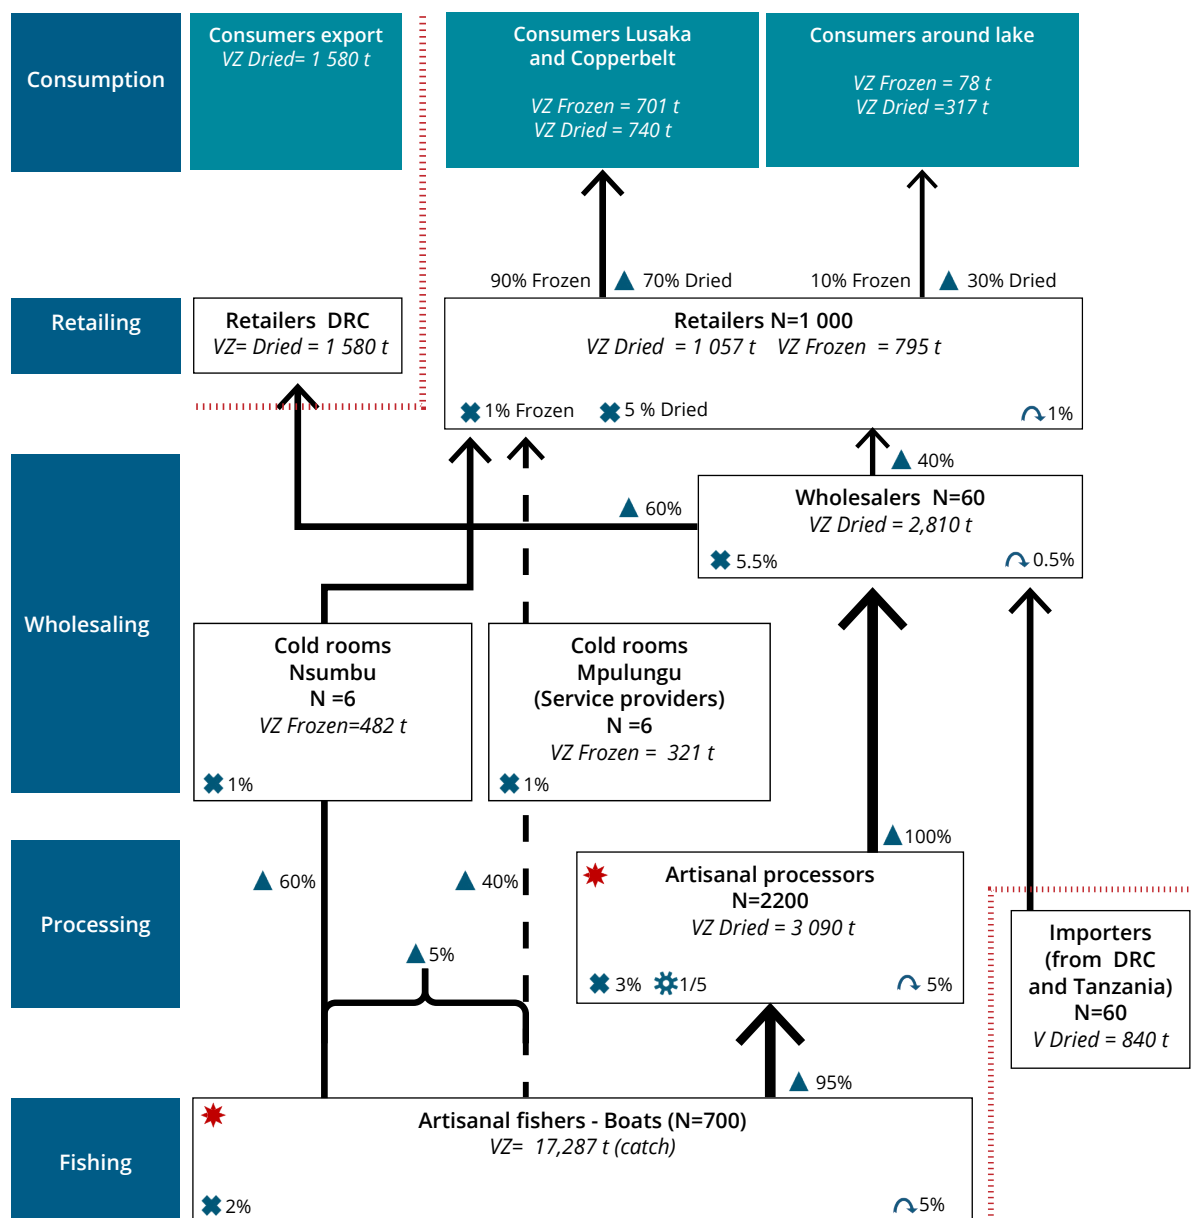 Consumption
Consumers export
VZ Dried= 1 580 t
Consumers Lusaka
and Copperbelt
VZ Frozen = 701 t
VZ Dried = 740 t
Consumers around lake
VZ Frozen = 78 t
VZ Dried =317 t
90% Frozen
70% Dried
10% Frozen
30% Dried
Retailing
Retailers DRC
VZ= Dried = 1 580 t
Retailers N=1 000
VZ Dried = 1 057 t VZ Frozen = 795 t
1% Frozen
5 % Dried
1%
40%
Wholesaling
60%
Wholesalers N=60
VZ Dried = 2,810 t
5.5%
0.5%
Cold rooms
Nsumbu
N =6
VZ Frozen=482 t
1%
Cold rooms
Mpulungu
(Service providers)
N =6
VZ Frozen = 321 t
1%
100%
Processing
60%
40%
5%
Artisanal processors
N=2200
VZ Dried = 3 090 t
3%
1/5
5%
Importers
(from DRC
and Tanzania)
N=60
V Dried = 840 t
95%
Fishing
Artisanal fishers - Boats (N=700)
VZ= 17,287 t (catch)
2%
5%